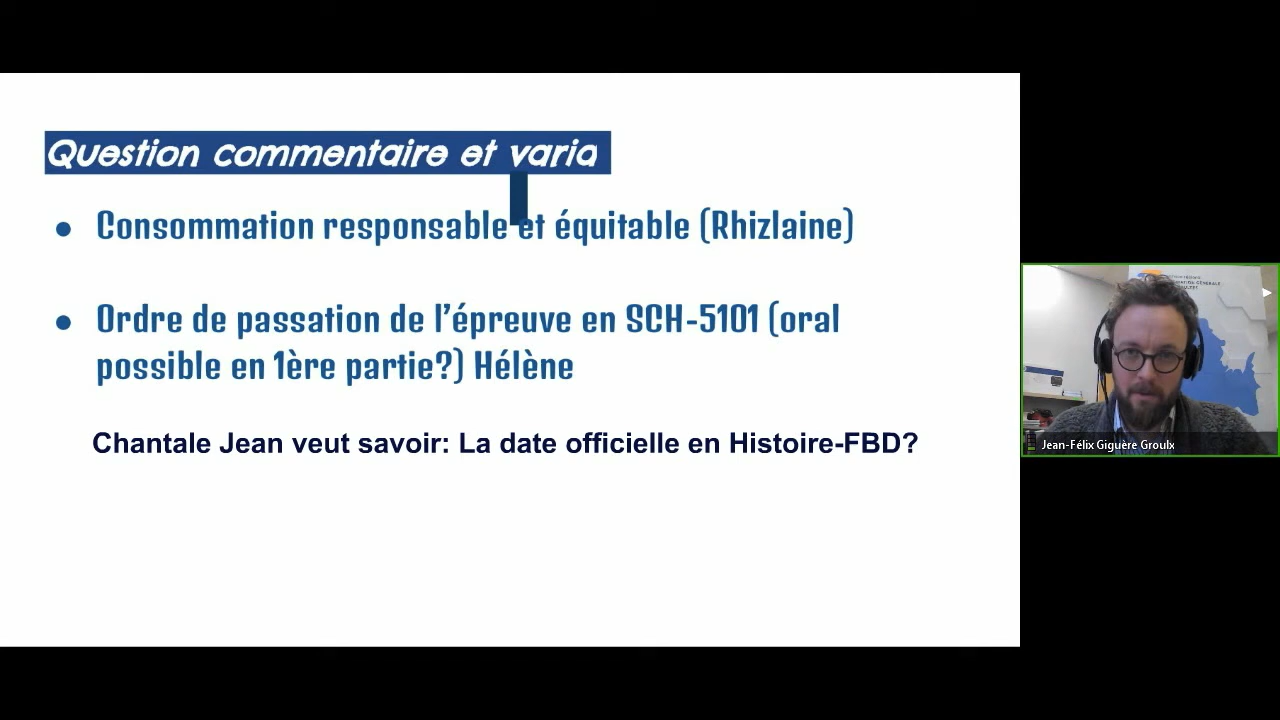 Question commentaire et varia
• Consommation responsable et équitable (Rhizlaine)
• Ordre de passation de l'épreuve en SCH-5101 (oral
possible en 1ère partie?) Hélène
Chantale Jean veut savoir: La date officielle en Histoire-FBD?
Jean-Félix Giguère Groulx